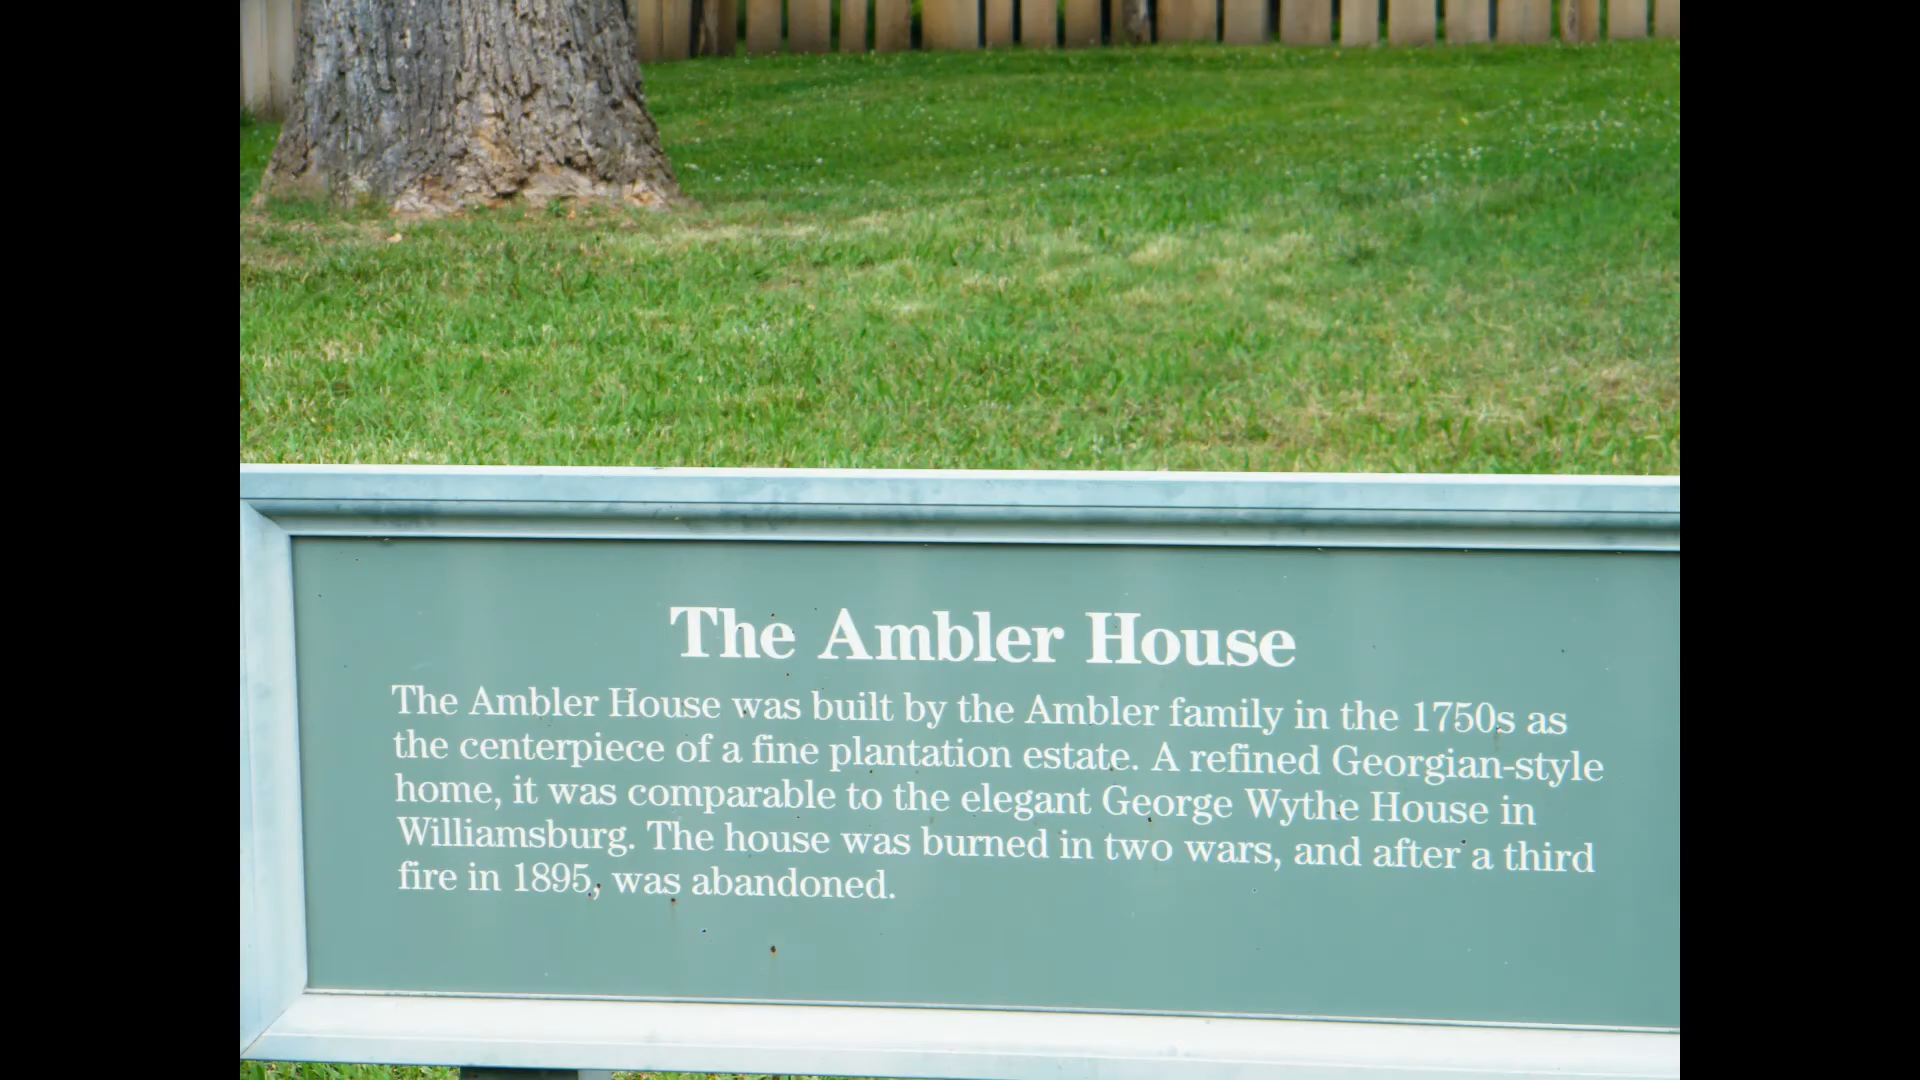 The Ambler House
The Ambler House was built by the Ambler family in the 1750s as
the centerpiece of a fine plantation estate. A refined Georgian-style
home, it was comparable to the elegant George Wythe House in
Williamsburg. The house was burned in two wars, and after a third
fire in 1895, was abandoned.